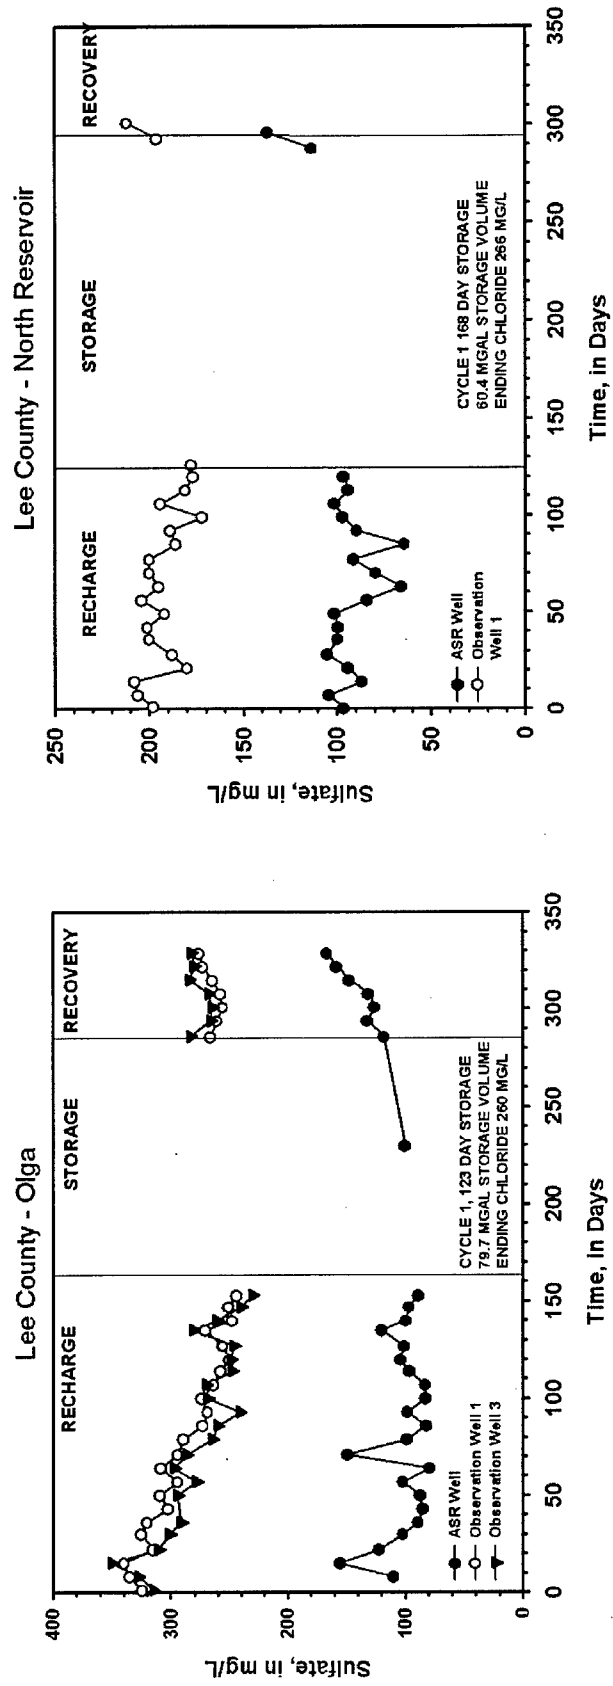 Lee County - Olga
RECHARGE
STORAGE
RECOVERY
Sulfate, in mg/L
400
300
200
100
0
ASR Well
Observation Well 1
Observation Well 3
CYCLE 1, 123 DAY STORAGE
79.7 MGAL STORAGE VOLUME
ENDING CHLORIDE 260 MG/L
0
50
100
150
200
250
300
350
Time, in Days
Lee County - North Reservoir
RECHARGE
STORAGE
RECOVERY
Sulfate, in mg/L
250
200
150
100
50
0
ASR Well
Observation
Well 1
CYCLE 1 168 DAY STORAGE
60.4 MGAL STORAGE VOLUME
ENDING CHLORIDE 266 MG/L
0
50
100
150
200
250
300
350
Time, in Days